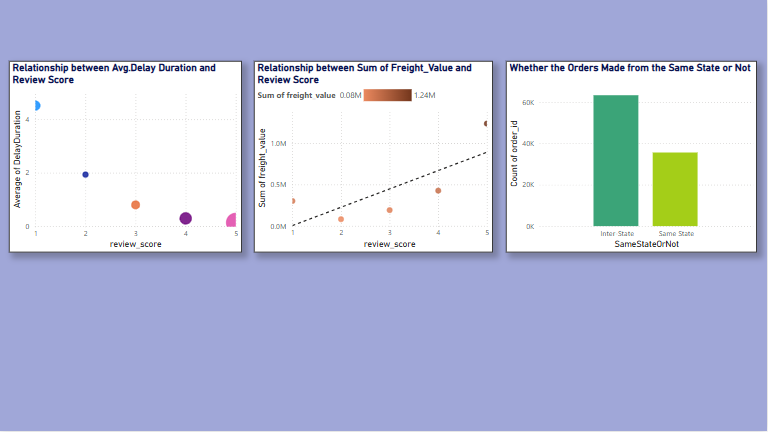 Relationship between Avg.Delay Duration and
Review Score
Average of DelayDuration
4
2
0
1 2 3 4 5
review_score
Relationship between Sum of Freight_Value and
Review Score
Sum of freight_value 0.08M 1.24M
Sum of freight_value
1.0M
0.5M
0.0M
1 2 3 4 5
review_score
Whether the Orders Made from the Same State or Not
Count of order_id
60K
40K
20K
0K
Inter-State Same State
SameStateOrNot